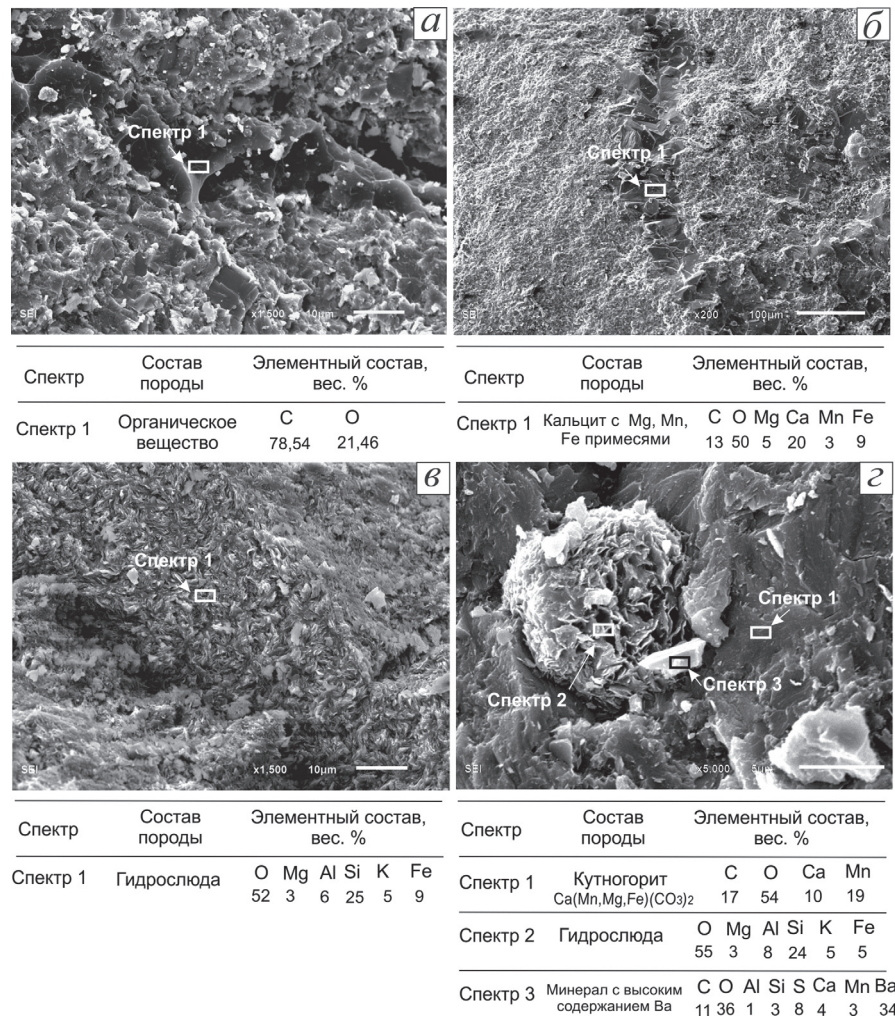 а
Спектр 1
SEI x1,500 10µm
Спектр Состав породы Элементный состав, вес. %
Спектр 1 Органическое вещество C O
78,54 21,46
б
Спектр 1
SEI x200 100µm
Спектр Состав породы Элементный состав, вес. %
Спектр 1 Кальцит с Mg, Mn, Fe примесями C O Mg Ca Mn Fe
13 50 5 20 3 9
в
Спектр 1
SEI x1,500 10µm
Спектр Состав породы Элементный состав, вес. %
Спектр 1 Гидрослюда O Mg Al Si K Fe
52 3 6 25 5 9
г
Спектр 1
Спектр 2
Спектр 3
SEI x5,000 5µm
Спектр Состав породы Элементный состав, вес. %
Спектр 1 Кутногорит C O Ca Mn
Ca(Mn,Mg,Fe)(CO3)2 17 54 10 19
Спектр 2 Гидрослюда O Mg Al Si K Fe
55 3 8 24 5 5
Спектр 3 Минерал с высоким содержанием Ba C O Al Si S Ca Mn Ba
11 36 1 3 8 4 3 34